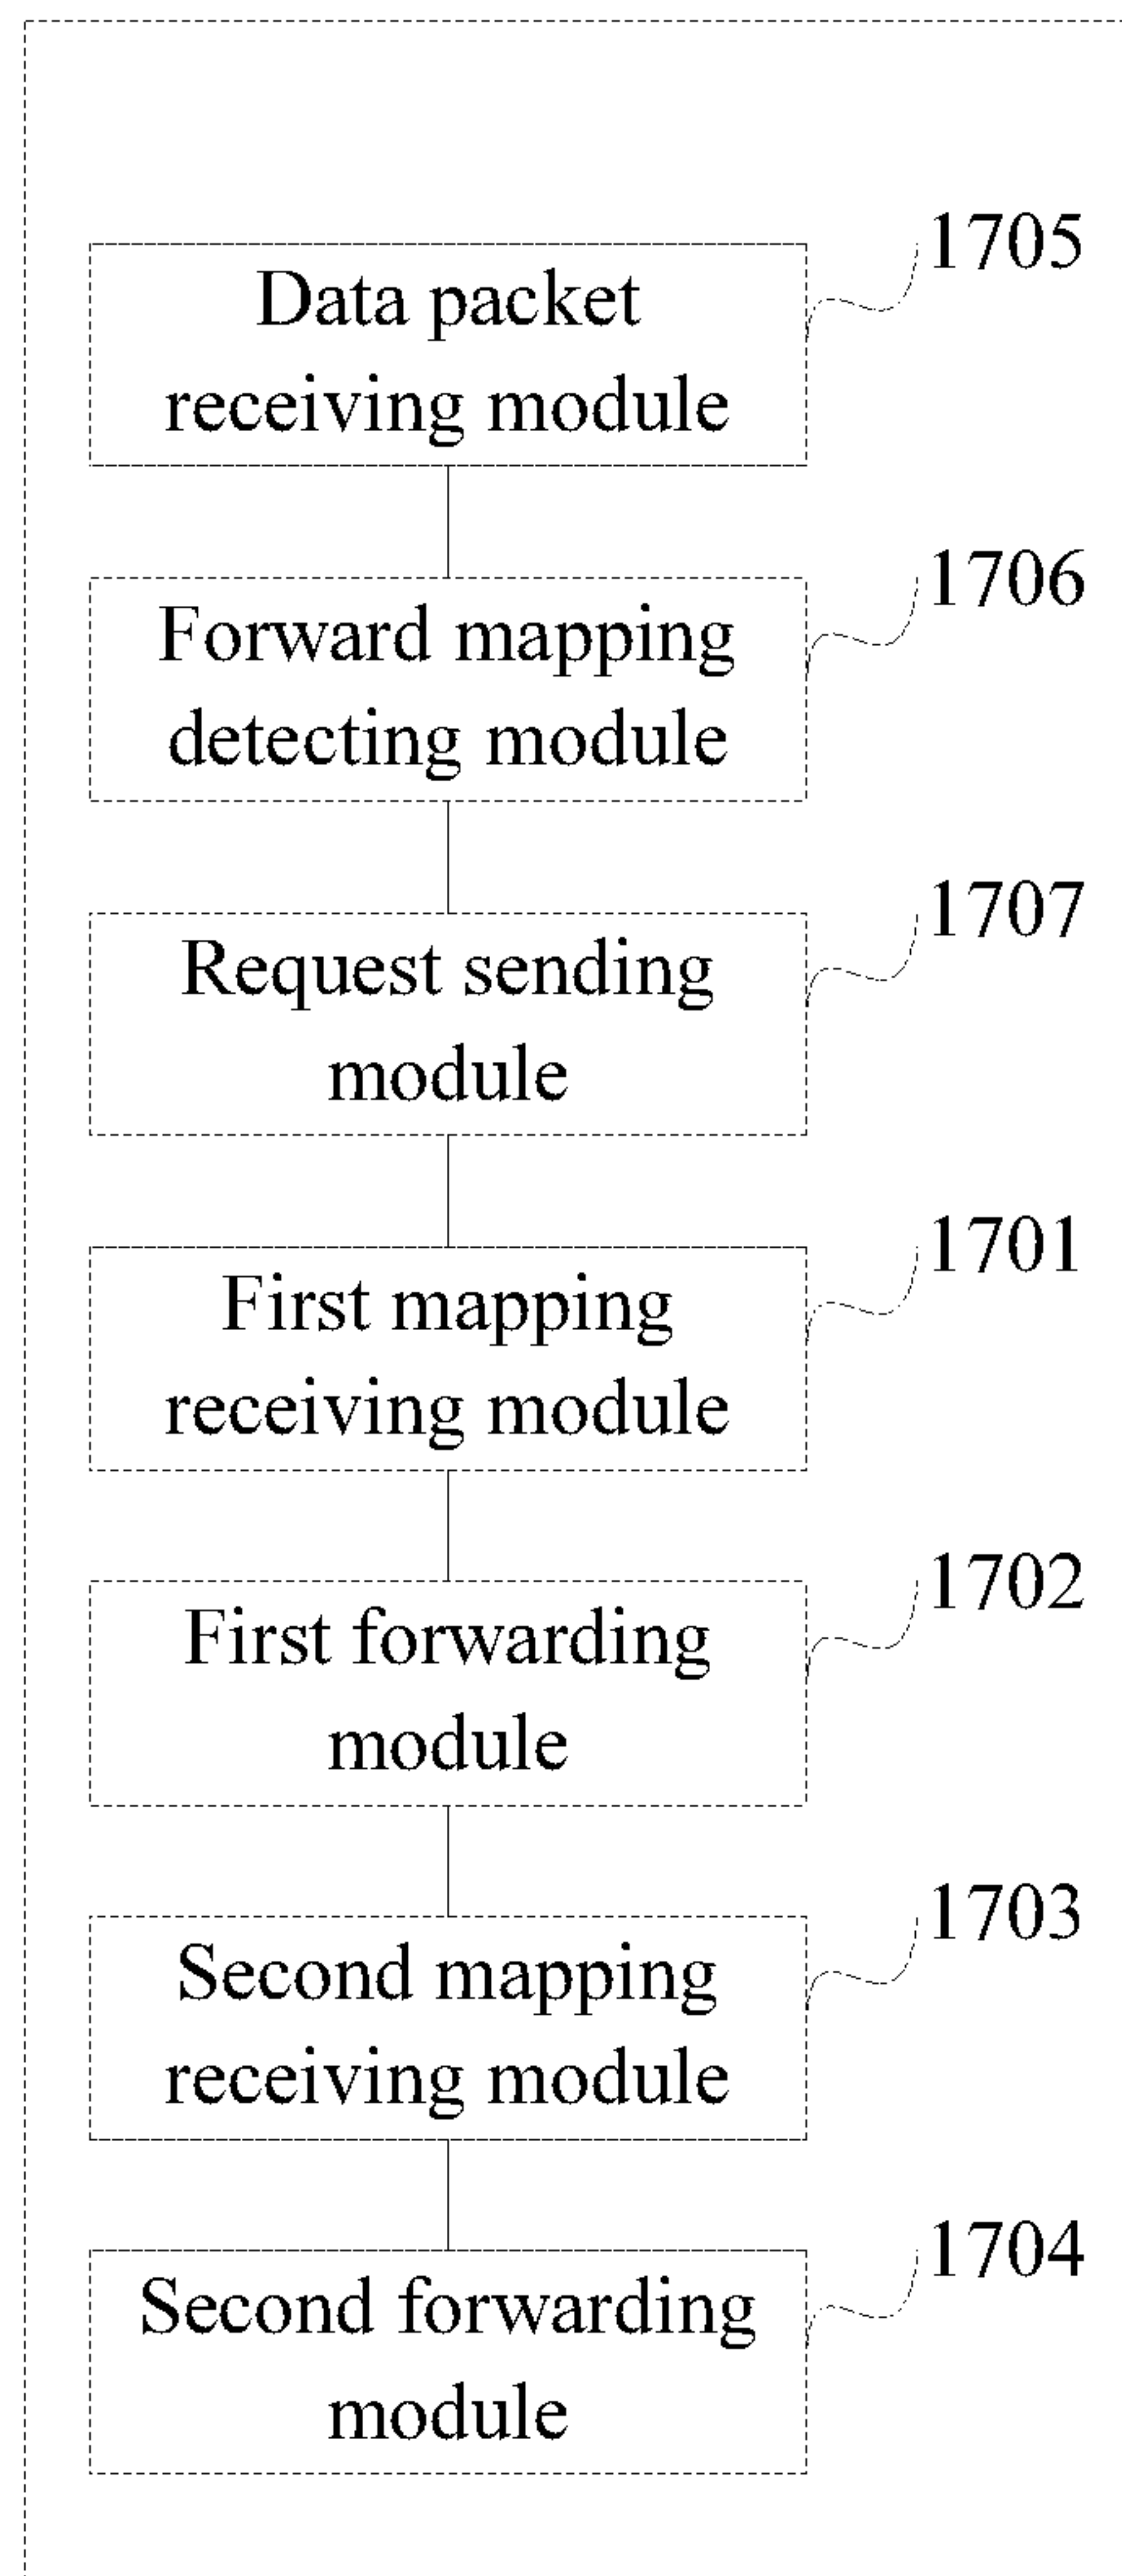 1705
Data packet
receiving module
1706
Forward mapping
detecting module
1707
Request sending
module
1701
First mapping
receiving module
1702
First forwarding
module
1703
Second mapping
receiving module
1704
Second forwarding
module